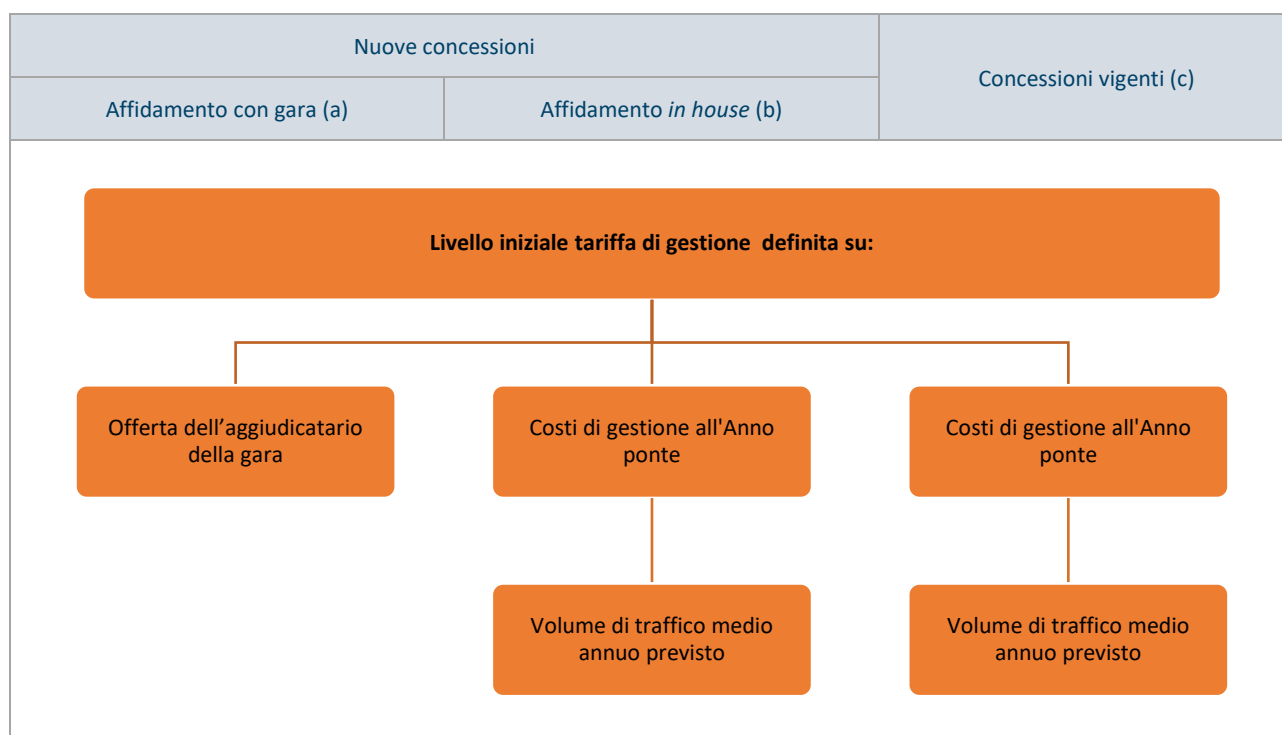 Nuove concessioni
Concessioni vigenti (c)
Affidamento con gara (a)
Affidamento in house (b)
Livello iniziale tariffa di gestione definita su:
Offerta dell’aggiudicatario
della gara
Costi di gestione all'Anno
ponte
Costi di gestione all'Anno
ponte
Volume di traffico medio
annuo previsto
Volume di traffico medio
annuo previsto